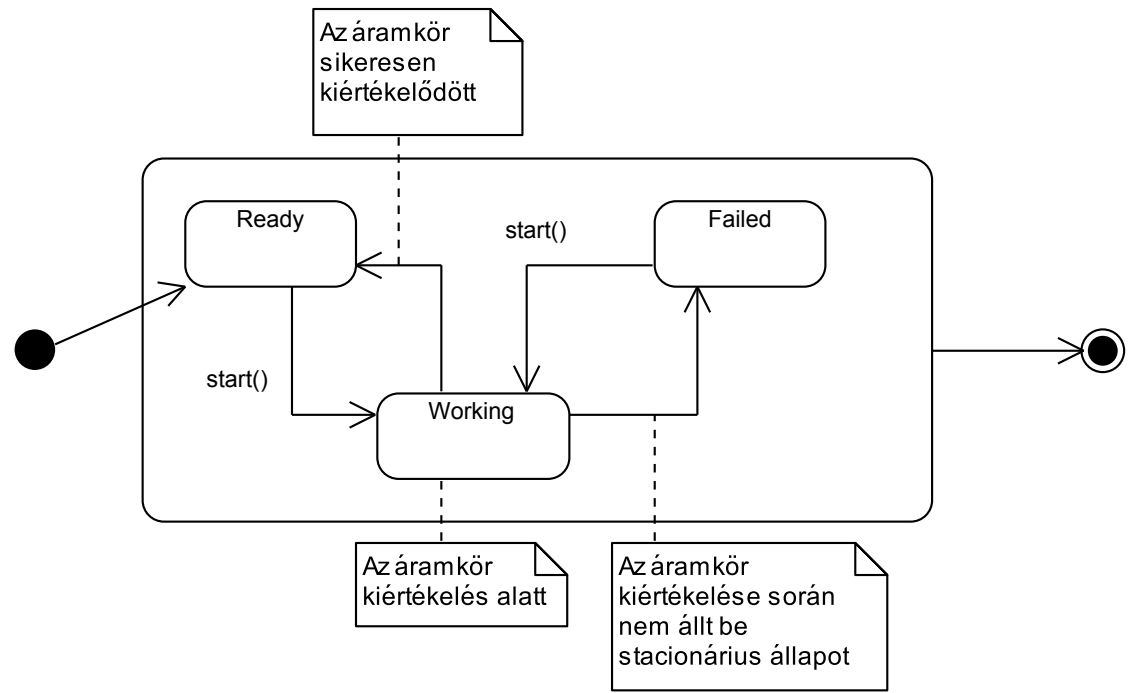 Az áramkör
sikeresen
kiértékelődött
Ready
Failed
start()
start()
Working
Az áramkör
kiértékelés alatt
Az áramkör
kiértékelése során
nem állt be
stacionárius állapot